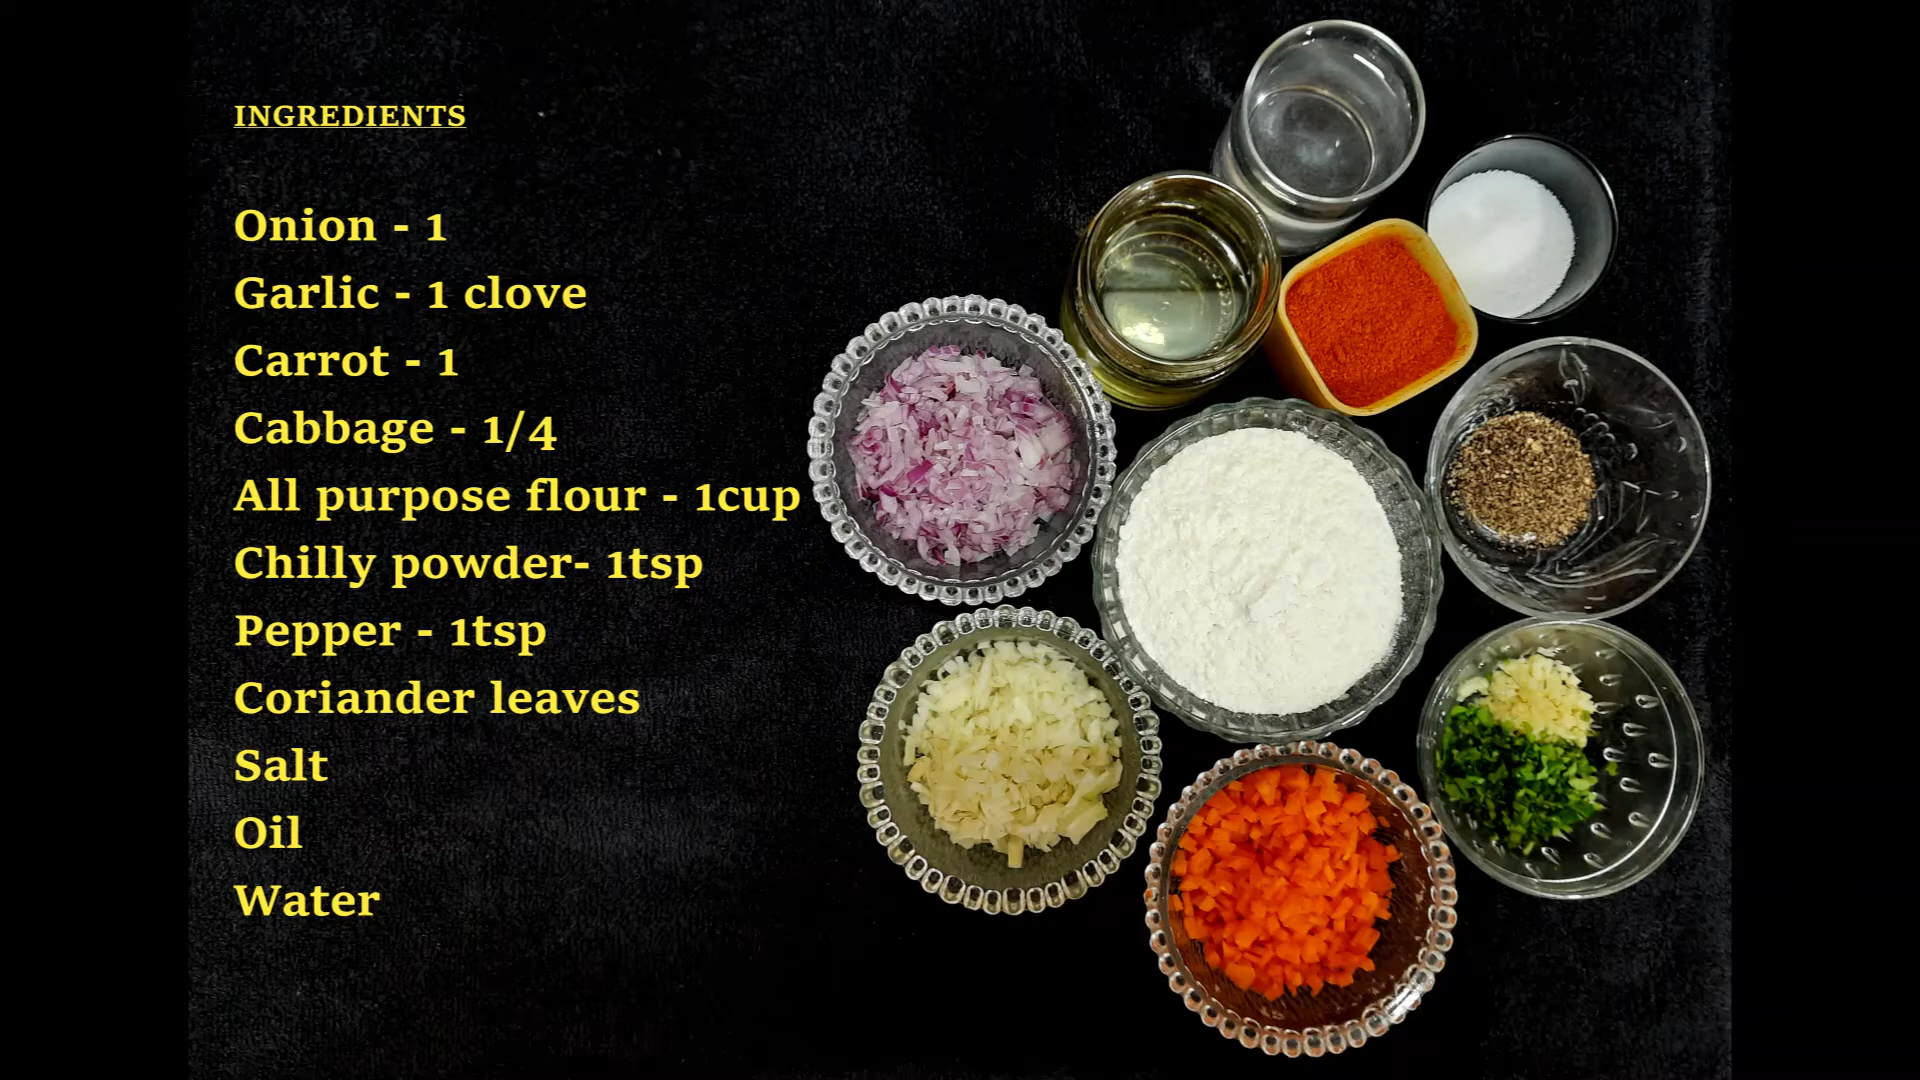 INGREDIENTS
Onion - 1
Garlic - 1 clove
Carrot - 1
Cabbage - 1/4
All purpose flour - 1cup
Chilly powder- 1tsp
Pepper - 1tsp
Coriander leaves
Salt
Oil
Water